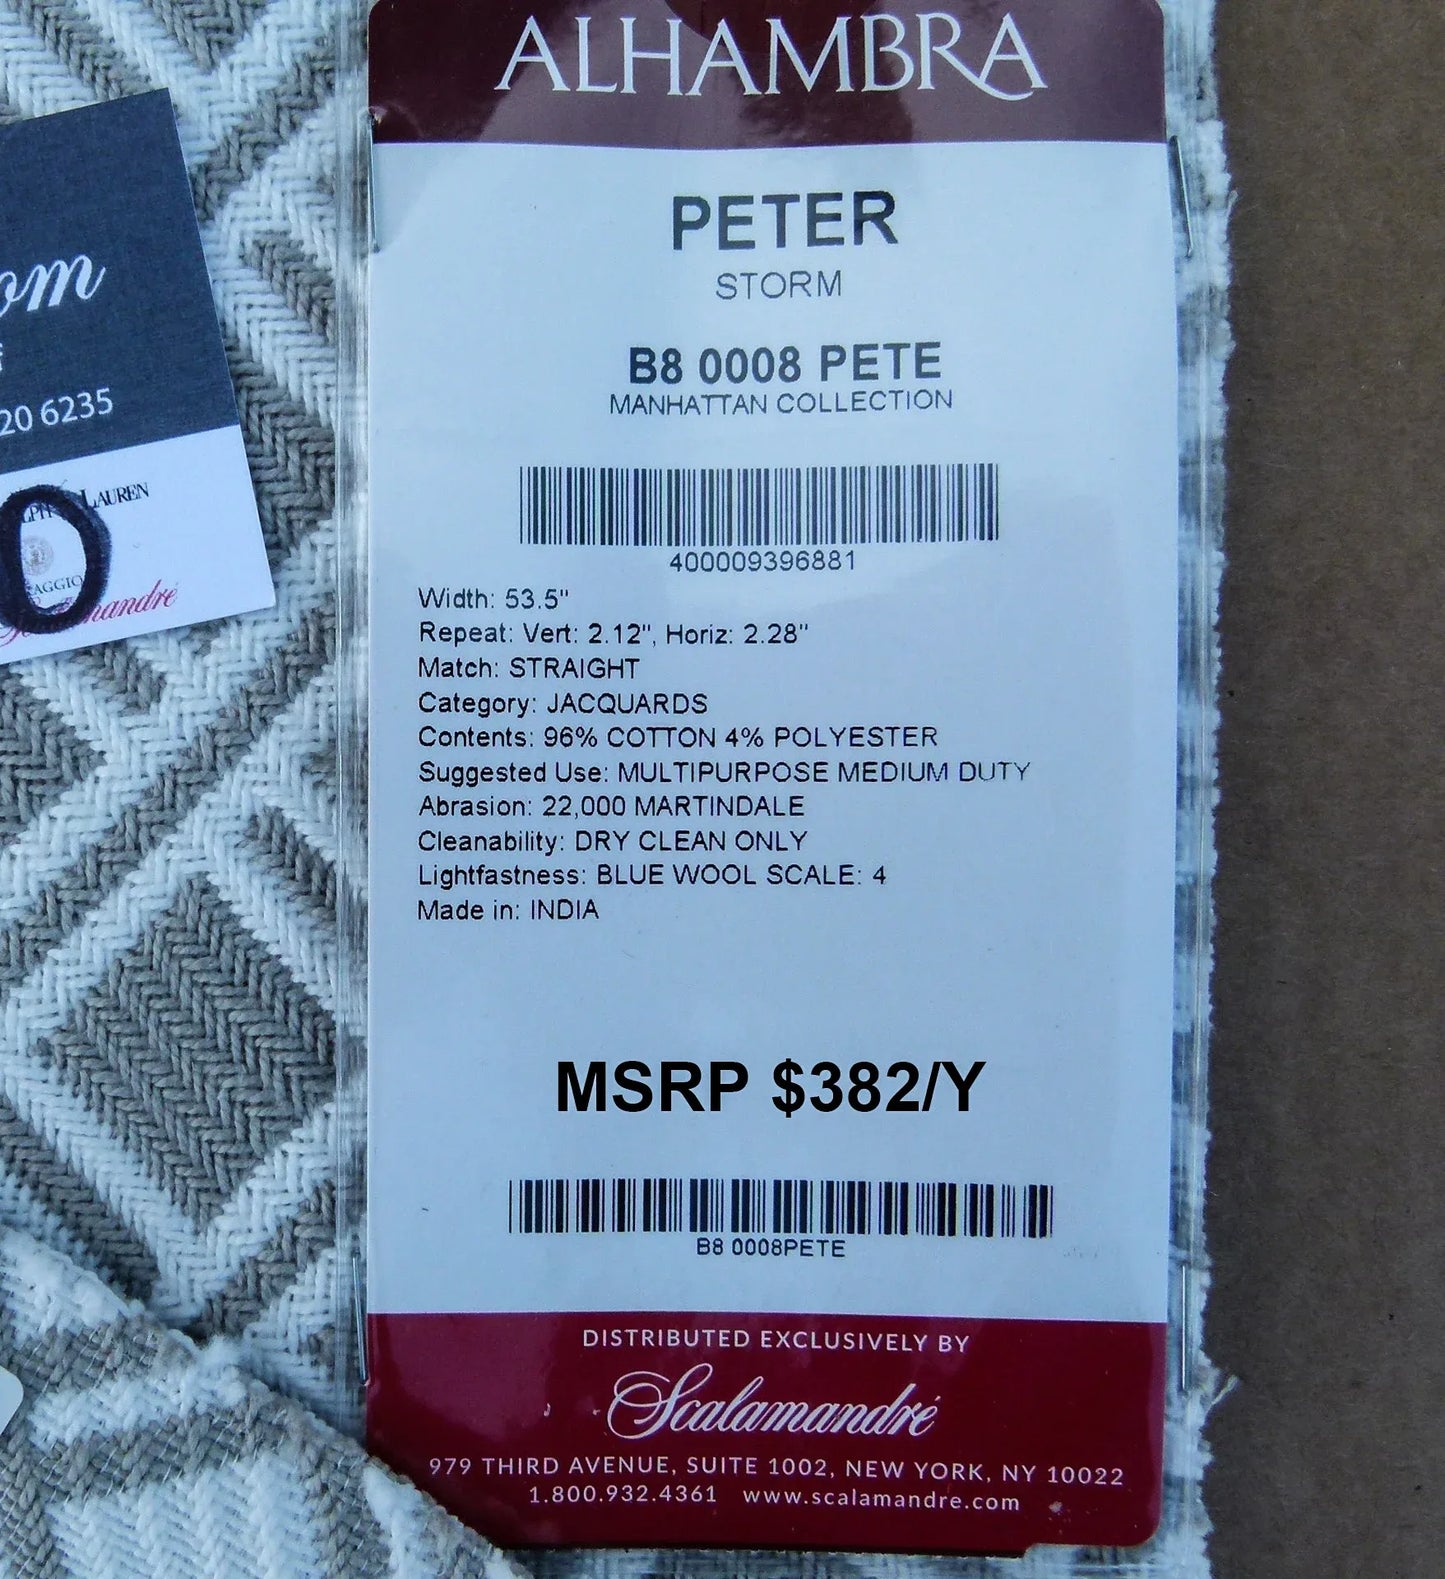 ALHAMBRA
PETER
STORM
B8 0008 PETE
MANHATTAN COLLECTION
400009396881
Width: 53.5"
Repeat: Vert: 2.12", Horiz: 2.28"
Match: STRAIGHT
Category: JACQUARDS
Contents: 96% COTTON 4% POLYESTER
Suggested Use: MULTIPURPOSE MEDIUM DUTY
Abrasion: 22,000 MARTINDALE
Cleanability: DRY CLEAN ONLY
Lightfastness: BLUE WOOL SCALE: 4
Made in: INDIA
MSRP $382/Y
B8 0008PETE
DISTRIBUTED EXCLUSIVELY BY
Scalamandré
979 THIRD AVENUE, SUITE 1002, NEW YORK, NY 10022
1.800.932.4361 www.scalamandre.com
om
20 6235
LAUREN